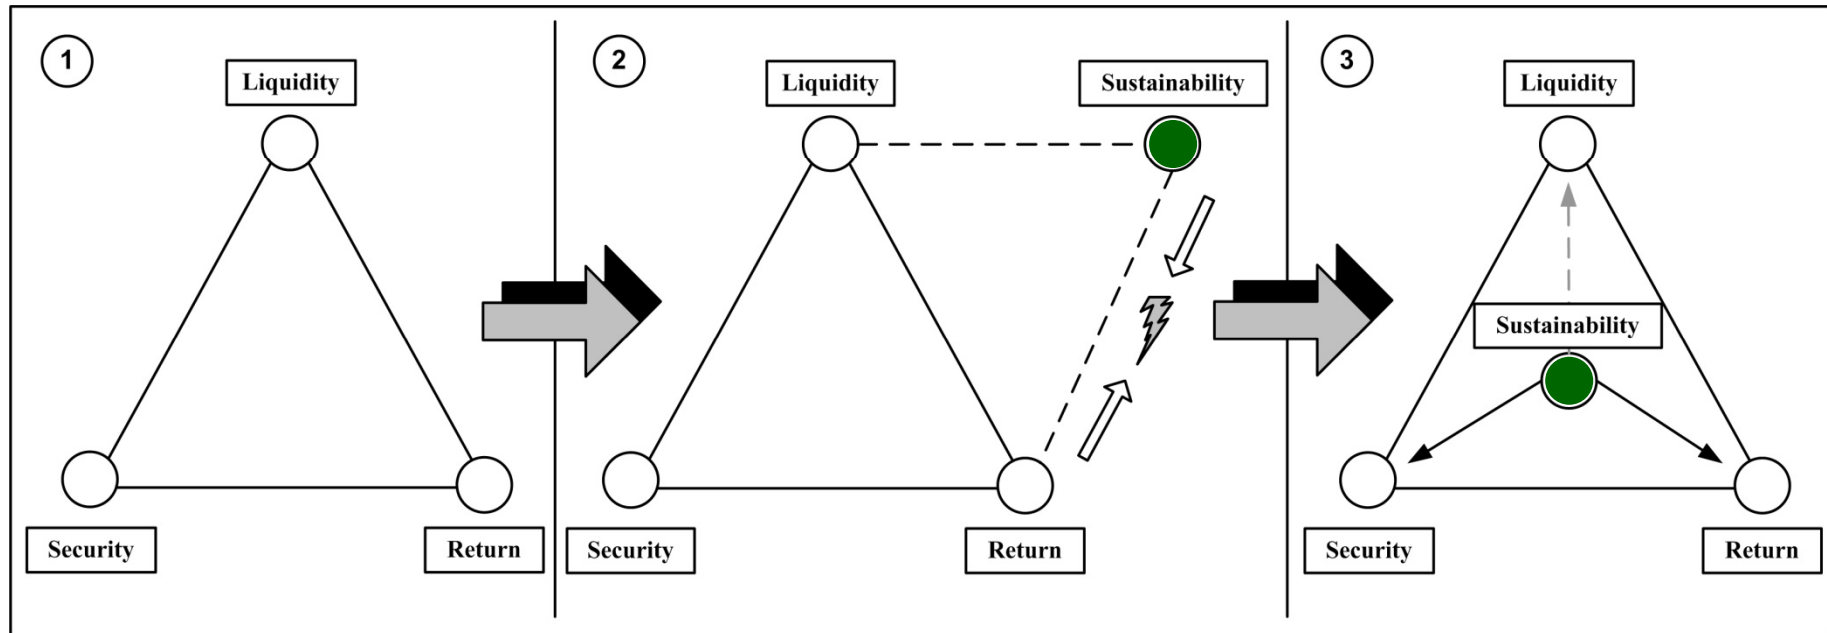 1
Liquidity
Security
Return
2
Liquidity
Sustainability
Security
Return
3
Liquidity
Sustainability
Security
Return